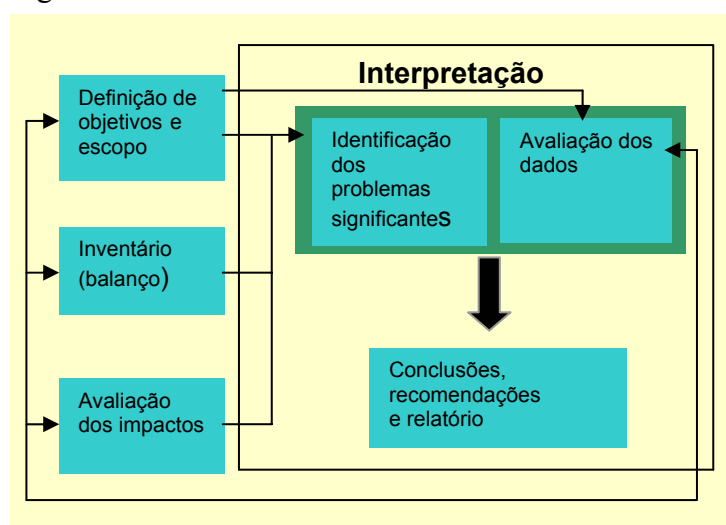 Interpretação
Definição de
objetivos e
escopo
Identificação
dos
problemas
significantes
Avaliação dos
dados
Inventário
(balanço)
Conclusões,
recomendações
e relatório
Avaliação
dos impactos